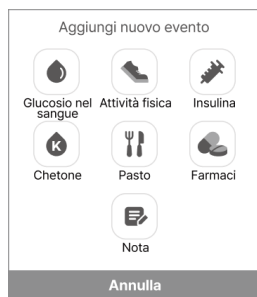 Aggiungi nuovo evento
Glucosio nel
sangue
Attività fisica
Insulina
K
Chetone
Pasto
Farmaci
Nota
Annulla